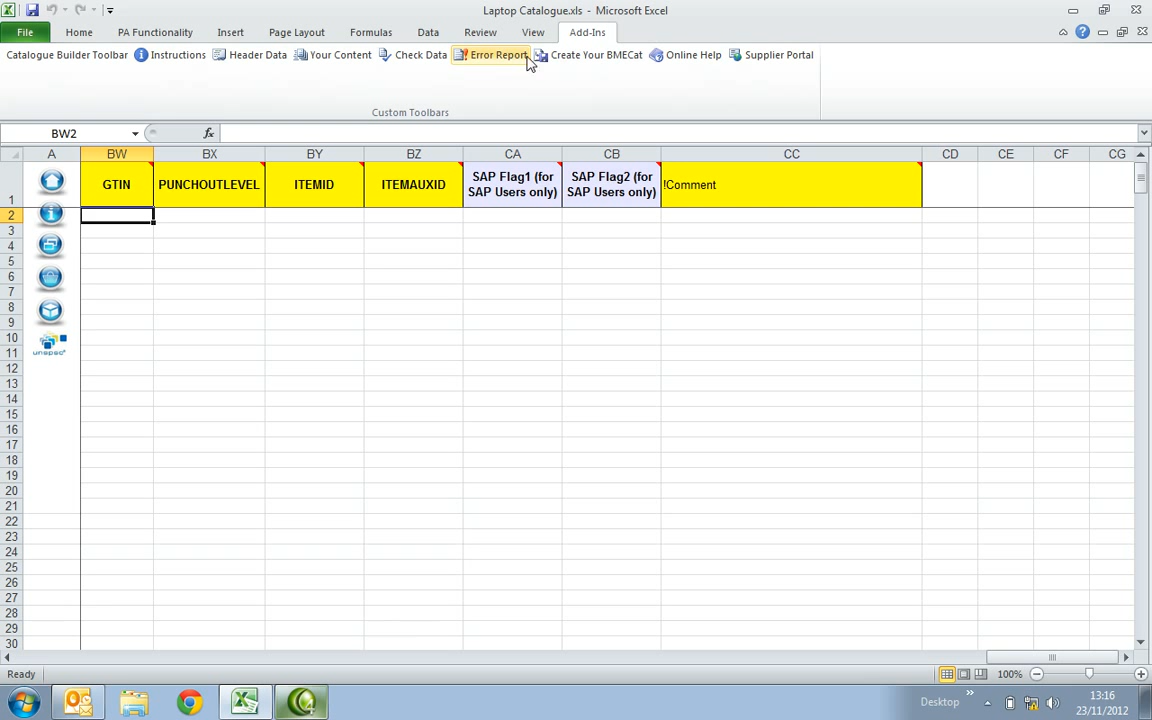 Laptop Catalogue.xls - Microsoft Excel
File Home PA Functionality Insert Page Layout Formulas Data Review View Add-Ins
Catalogue Builder Toolbar Instructions Header Data Your Content Check Data Error Report Create Your BMECat Online Help Supplier Portal
Custom Toolbars
BW2 fx
A BW BX BY BZ CA CB CC CD CE CF CG
1 GTIN PUNCHOUTLEVEL ITEMID ITEMAUXID SAP Flag1 (for SAP Users only) SAP Flag2 (for SAP Users only) !Comment
2
3
4
5
6
7
8
9
10
11 unspsc
12
13
14
15
16
17
18
19
20
21
22
23
24
25
26
27
28
29
30
Ready 100%
Desktop 13:16
23/11/2012